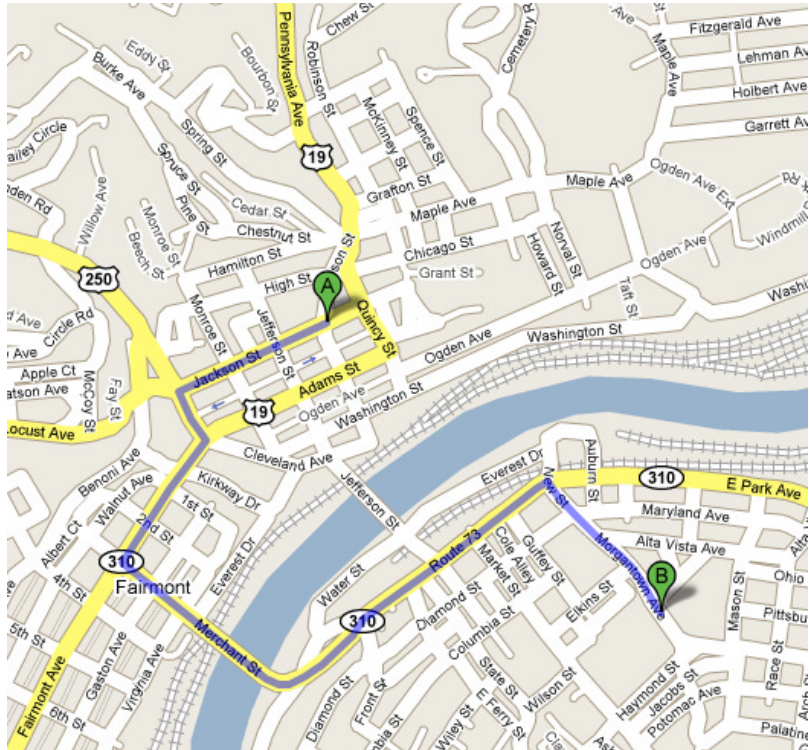 Chew St
Fitzgerald Ave
Lehman Ave
Holbert Ave
Garrett Av
Maple Ave
Cemetery Rd
Pennsylvania Ave
Robinson St
Bourbon St
Eddy St
Burke Ave
Spring St
Spruce St
Pine St
McKinney St
Spence St
19
Grafton St
Maple Ave
Maple Ave
Ogden Ave Ext
Windmill
Rd
Cedar St
Chestnut St
Willow Ave
Monroe St
Beech St
Hamilton St
High St
Chicago St
Grant St
Howard St
Norval St
Taft St
Ogden Ave
Washi
250
A
Circle Rd
Monroe St
Jefferson St
Quincy St
Jackson St
Adams St
Ogden Ave
Washington St
Apple Ct
McCoy St
Fay St
Locust Ave
19
Ogden Ave
Washington St
Cleveland Ave
Benoni Ave
Kirkway Dr
Walnut Ave
1st St
2nd St
Albert Ct
Jefferson St
Everest Dr
New St
Auburn St
310
E Park Ave
Maryland Ave
Alta Vista Ave
Alta
310
Fairmont
4th St
5th St
6th St
Gaston Ave
Virginia Ave
Everest Dr
Fairmont Ave
Merchant St
Water St
310
Route 73
Market St
Cole Alley
Guffey St
Morgantown Ave
B
Ohio
Mason St
Pittsbu
Elkins St
Diamond St
Columbia St
Diamond St
Front St
State St
E Ferry St
Wiley St
Wilson St
Haymond St
Jacobs St
Potomac Ave
Race St
Palatin